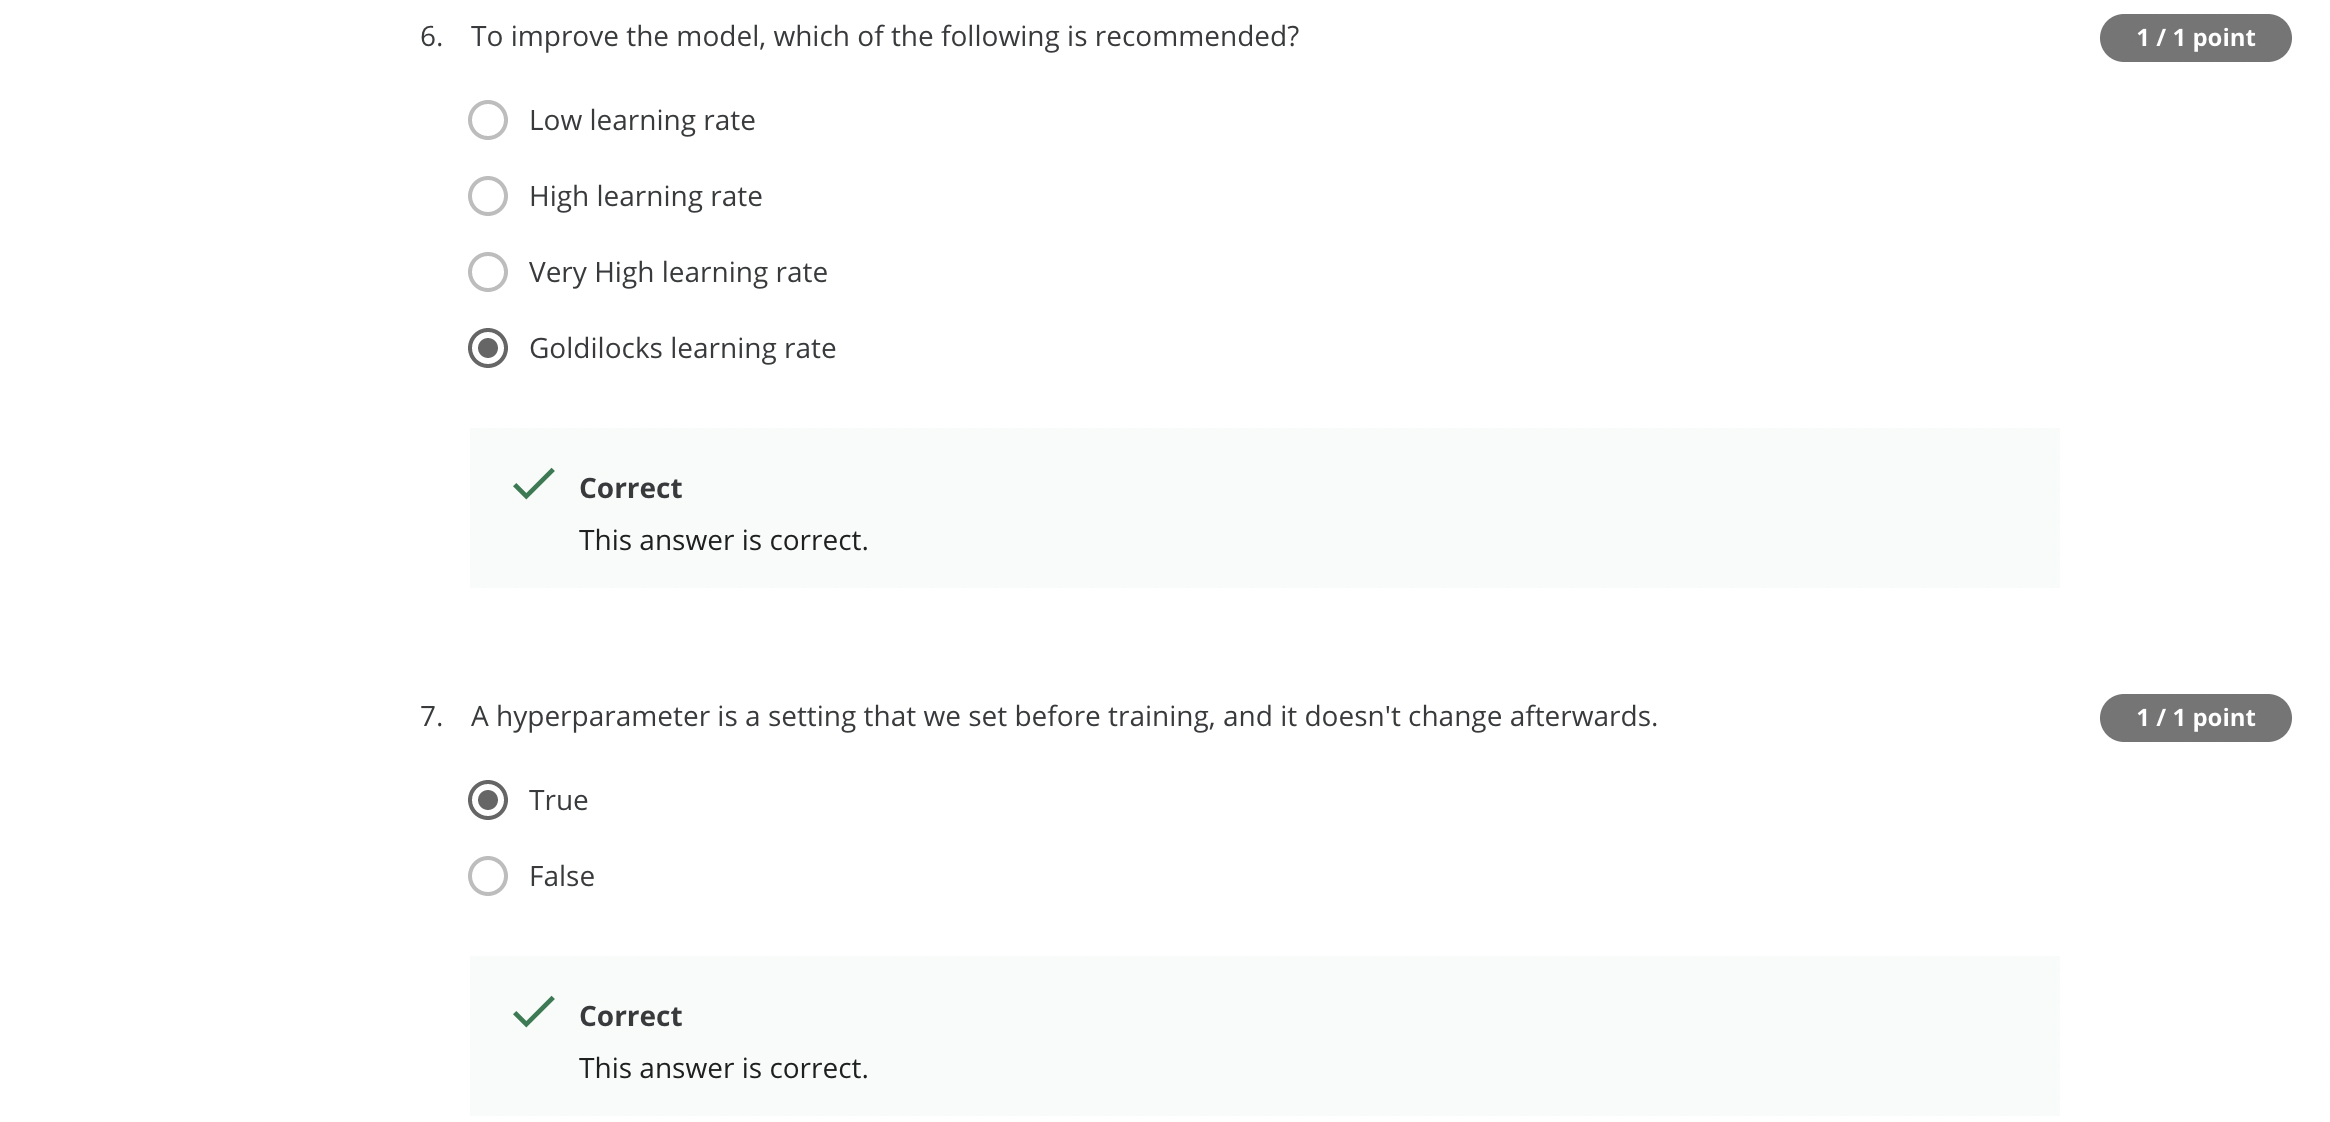 6. To improve the model, which of the following is recommended?
1 / 1 point
Low learning rate
High learning rate
Very High learning rate
Goldilocks learning rate
Correct
This answer is correct.
7. A hyperparameter is a setting that we set before training, and it doesn't change afterwards.
1 / 1 point
True
False
Correct
This answer is correct.